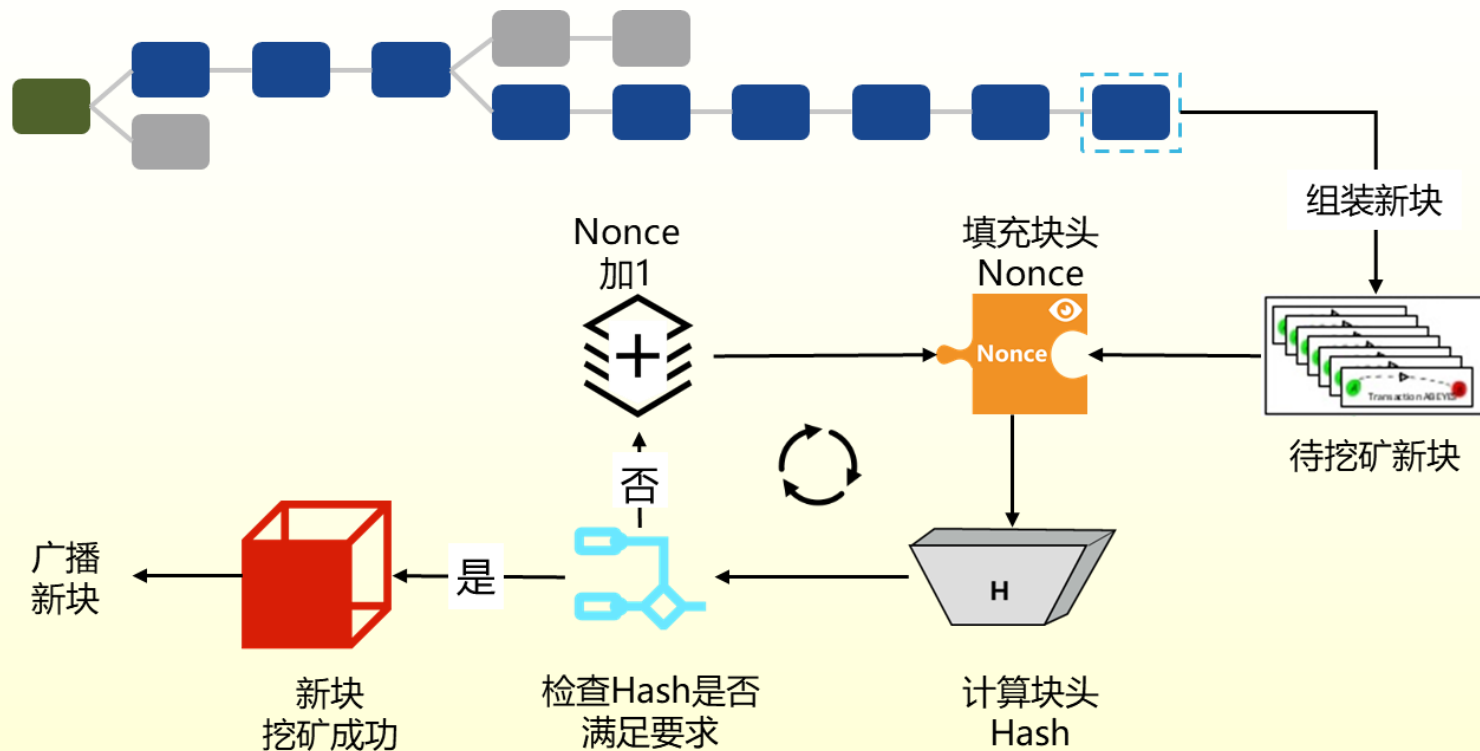 组装新块
Nonce
加1
填充块头
Nonce
Nonce
Transaction
待挖矿新块
否
是
H
广播
新块
新块
挖矿成功
检查Hash是否
满足要求
计算块头
Hash